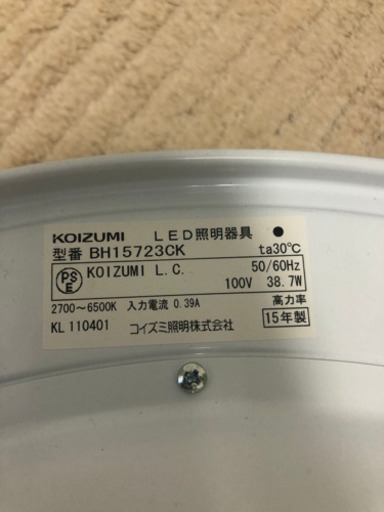 KOIZUMI LED照明器具 ●
型番 BH15723CK ta30℃
PSE KOIZUMI L.C. 50/60Hz
100V 38.7W
2700～6500K 入力電流 0.39A 高力率
KL 110401 コイズミ照明株式会社 15年製